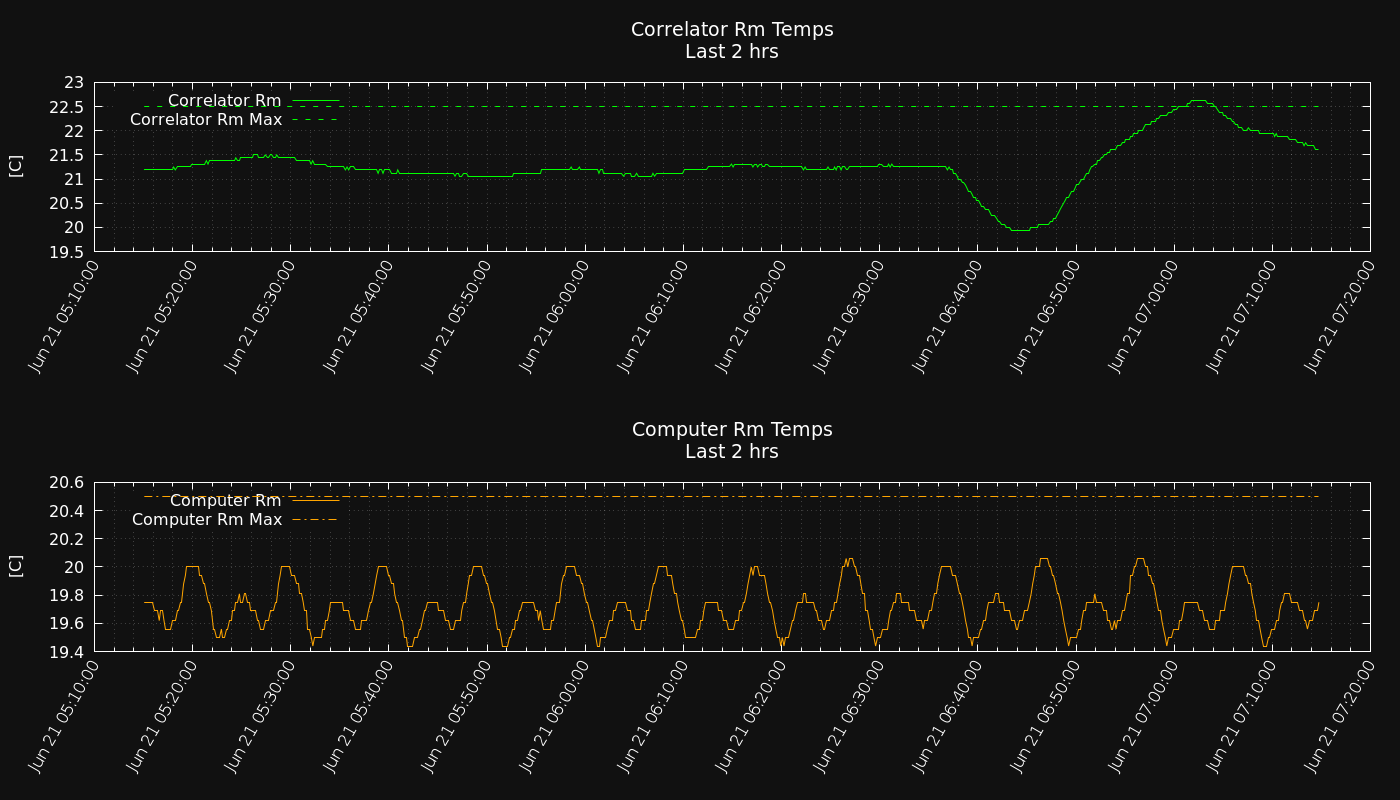 Correlator Rm Temps
Last 2 hrs
23
22.5
22
21.5
21
20.5
20
19.5
[C]
Correlator Rm
Correlator Rm Max
Jun 21 05:10:00
Jun 21 05:20:00
Jun 21 05:30:00
Jun 21 05:40:00
Jun 21 05:50:00
Jun 21 06:00:00
Jun 21 06:10:00
Jun 21 06:20:00
Jun 21 06:30:00
Jun 21 06:40:00
Jun 21 06:50:00
Jun 21 07:00:00
Jun 21 07:10:00
Jun 21 07:20:00
Computer Rm Temps
Last 2 hrs
20.6
20.4
20.2
20
19.8
19.6
19.4
[C]
Computer Rm
Computer Rm Max
Jun 21 05:10:00
Jun 21 05:20:00
Jun 21 05:30:00
Jun 21 05:40:00
Jun 21 05:50:00
Jun 21 06:00:00
Jun 21 06:10:00
Jun 21 06:20:00
Jun 21 06:30:00
Jun 21 06:40:00
Jun 21 06:50:00
Jun 21 07:00:00
Jun 21 07:10:00
Jun 21 07:20:00